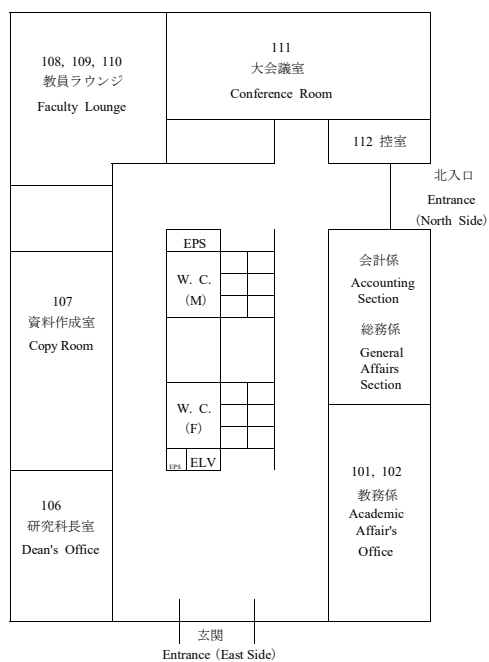 108, 109, 110
教員ラウンジ
Faculty Lounge
111
大会議室
Conference Room
112 控室
北入口
Entrance
(North Side)
EPS
W. C.
(M)
会計係
Accounting
Section
総務係
General
Affairs
Section
107
資料作成室
Copy Room
W. C.
(F)
EPS
ELV
101, 102
教務係
Academic
Affair's
Office
106
研究科長室
Dean's Office
玄関
Entrance (East Side)